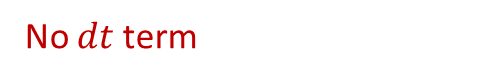 No 𝑑𝑡 term